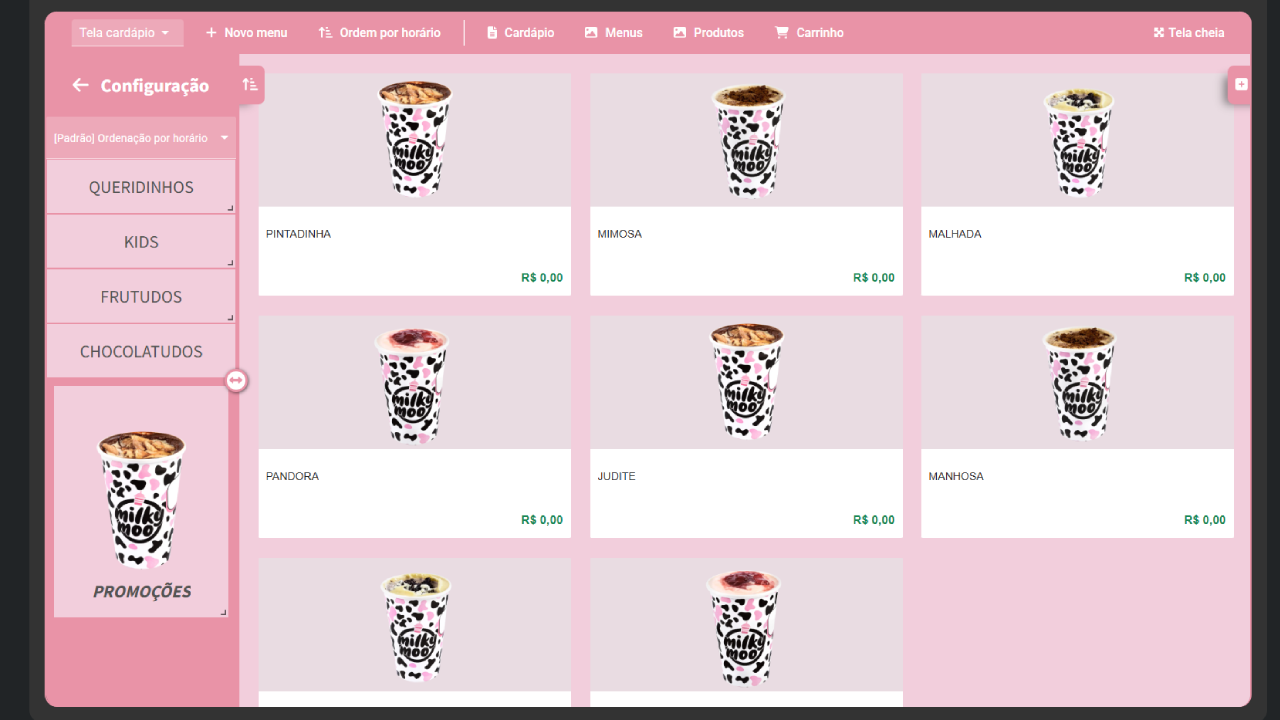 Tela cardápio
Novo menu
Ordem por horário
Cardápio
Menus
Produtos
Carrinho
Tela cheia
Configuração
[Padrão] Ordenação por horário
QUERIDINHOS
KIDS
FRUTUDOS
CHOCOLATUDOS
milky
moo
PROMOÇÕES
milky
moo
PINTADINHA
R$ 0,00
milky
moo
MIMOSA
R$ 0,00
milky
moo
MALHADA
R$ 0,00
milky
moo
PANDORA
R$ 0,00
milky
moo
JUDITE
R$ 0,00
milky
moo
MANHOSA
R$ 0,00
milky
moo
milky
moo